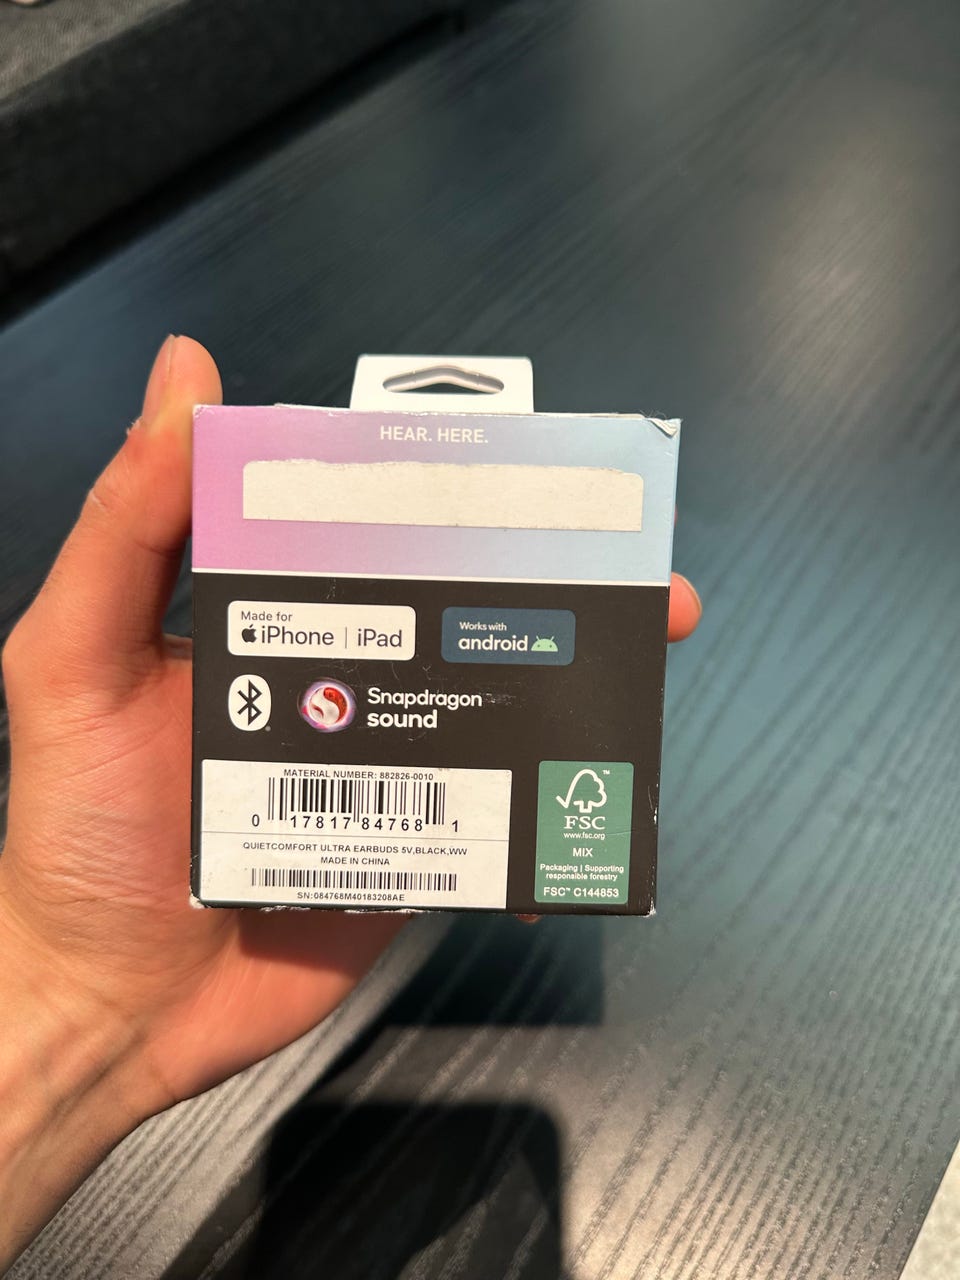 HEAR. HERE.
Made for
iPhone | iPad
Works with
android
Snapdragon
sound
MATERIAL NUMBER: 882826-0010
0 17817 84768 1
QUIETCOMFORT ULTRA EARBUDS 5V,BLACK,WW
MADE IN CHINA
SN:084768M40183208AE
™
FSC
www.fsc.org
MIX
Packaging | Supporting
responsible forestry
FSC™ C144853